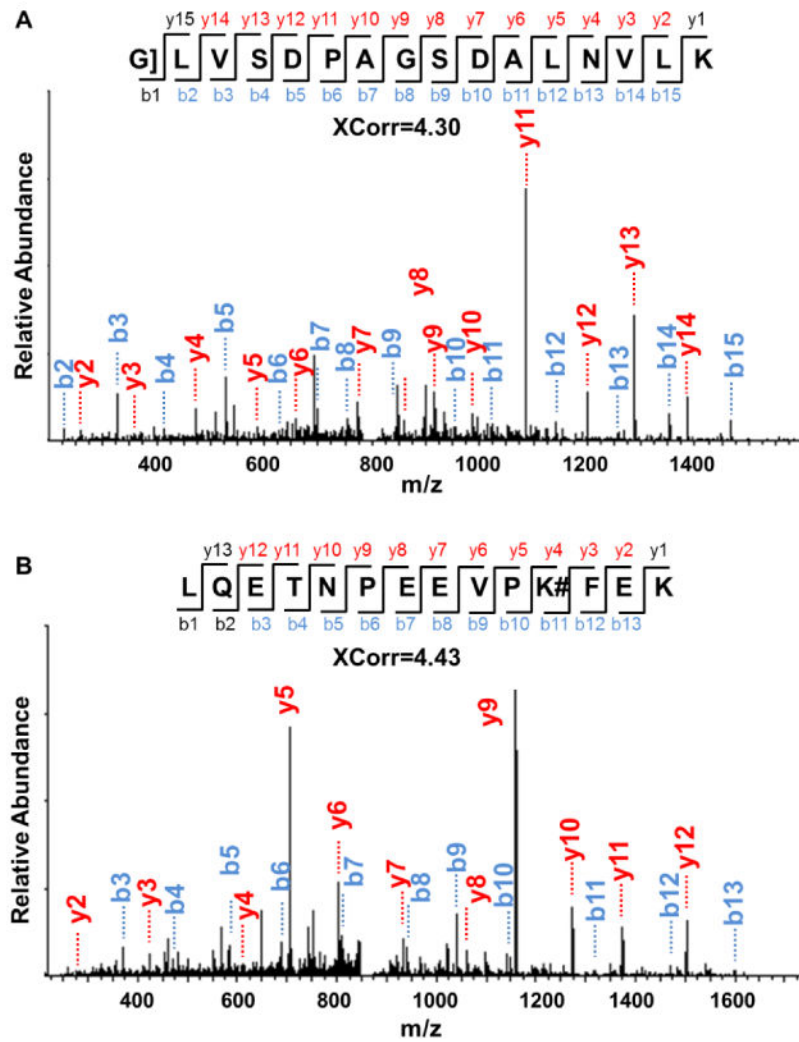 A
y15 y14 y13 y12 y11 y10 y9 y8 y7 y6 y5 y4 y3 y2 y1
G] L V S D P A G S D A L N V L K
b1 b2 b3 b4 b5 b6 b7 b8 b9 b10 b11 b12 b13 b14 b15
XCorr=4.30
Relative Abundance
b2 y2 b3 y3 b4 y4 b5 y5 b6 y6 b7 b8 y7 b9 y8 y9 b10 y10 b11 y11 b12 y12 b13 y13 b14 y14 b15
400 600 800 1000 1200 1400
m/z
B
y13 y12 y11 y10 y9 y8 y7 y6 y5 y4 y3 y2 y1
L Q E T N P E E V P K# F E K
b1 b2 b3 b4 b5 b6 b7 b8 b9 b10 b11 b12 b13
XCorr=4.43
Relative Abundance
y2 b3 y3 b4 b5 y4 b6 y5 y6 b7 y7 b8 b9 y8 b10 y9 y10 b11 y11 b12 y12 b13
400 600 800 1000 1200 1400 1600
m/z